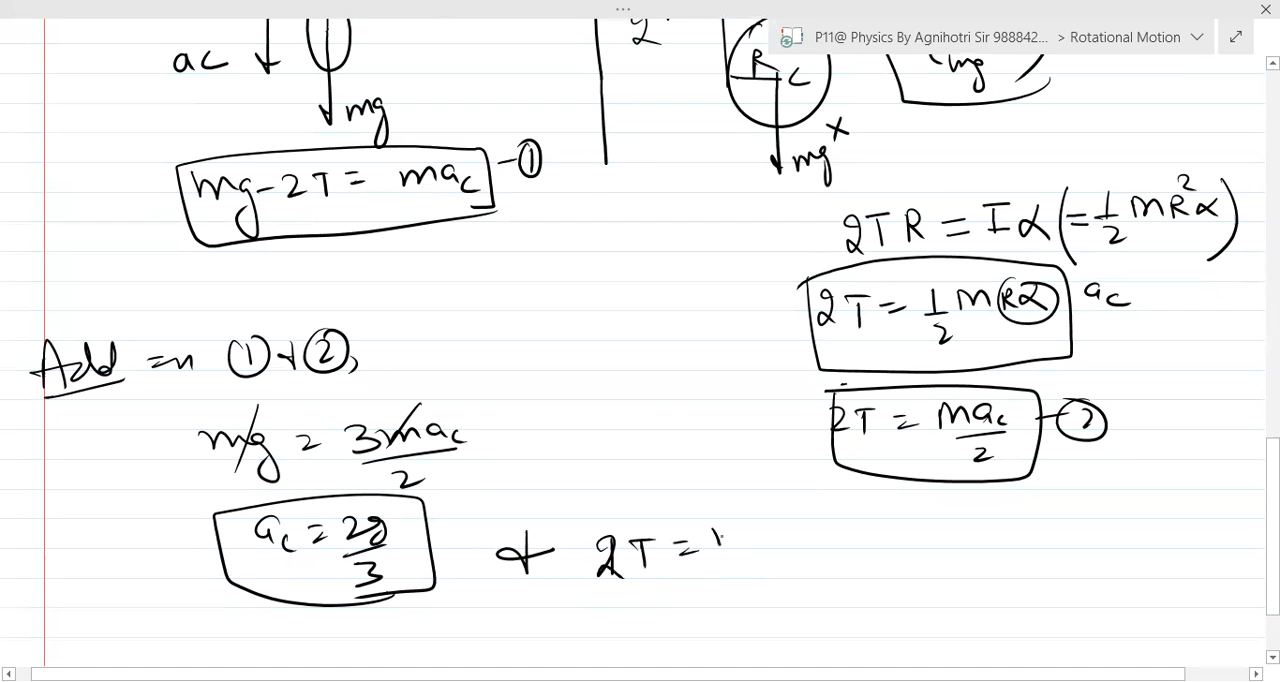 P11@ Physics By Agnihotri Sir 988842... > Rotational Motion
ac
mg
mg - 2T = mac - ①
2
R C
mg
mg x
2TR = Iα (= 1/2 mR²α)
2T = 1/2 m Rα ac
2T = mac/2 - ②
Add =n ① + ②,
mg = 3mac/2
ac = 2g/3 & 2T =